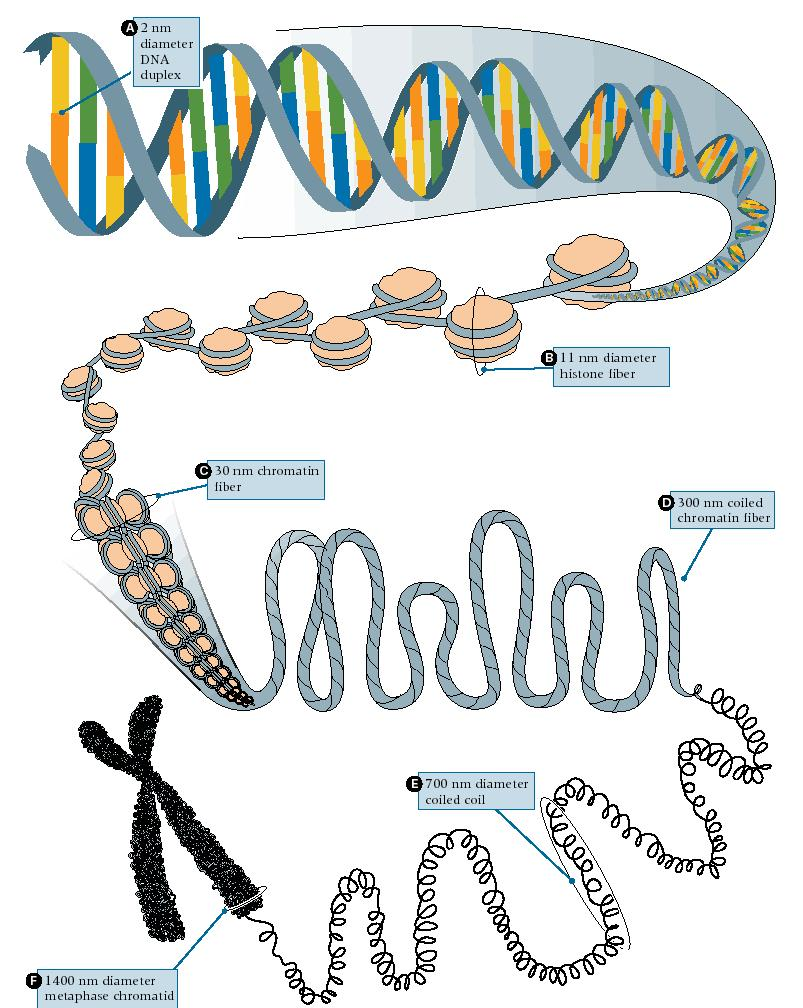 A 2 nm
diameter
DNA
duplex
B 11 nm diameter
histone fiber
C 30 nm chromatin
fiber
D 300 nm coiled
chromatin fiber
E 700 nm diameter
coiled coil
F 1400 nm diameter
metaphase chromatid